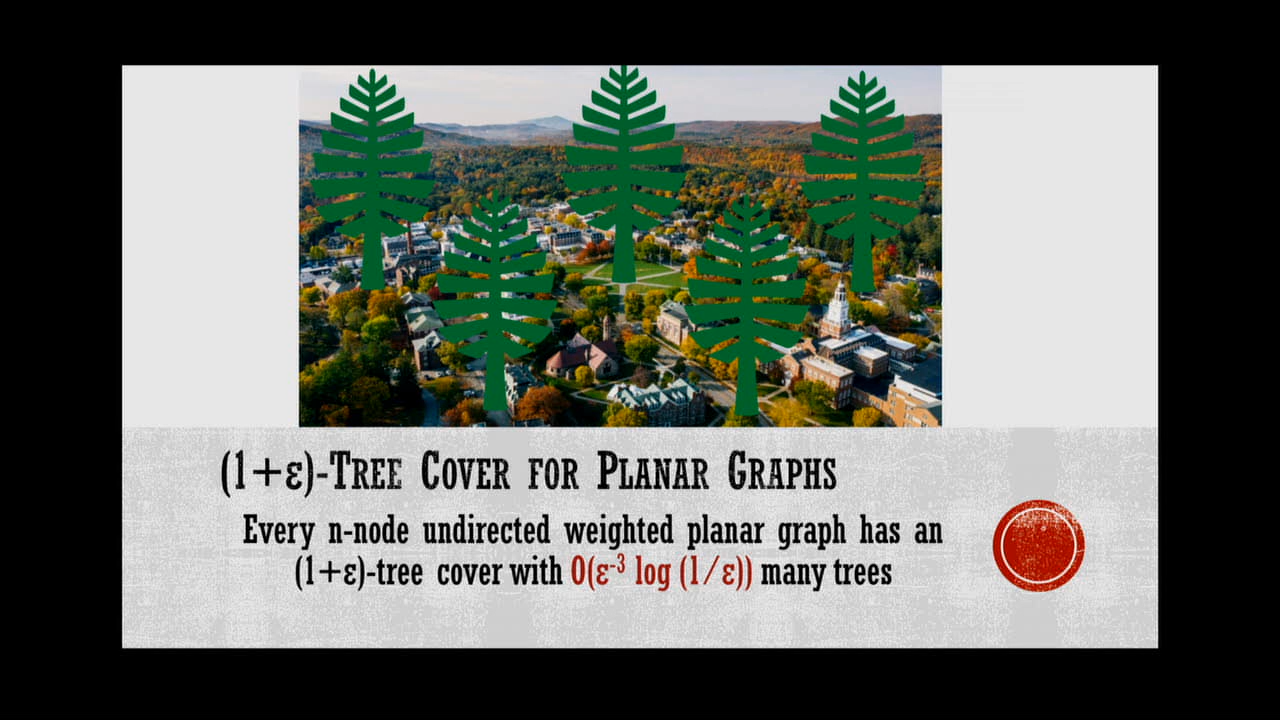 (1+ε)-Tree Cover for Planar Graphs
Every n-node undirected weighted planar graph has an
(1+ε)-tree cover with O(ε⁻³ log (1/ε)) many trees